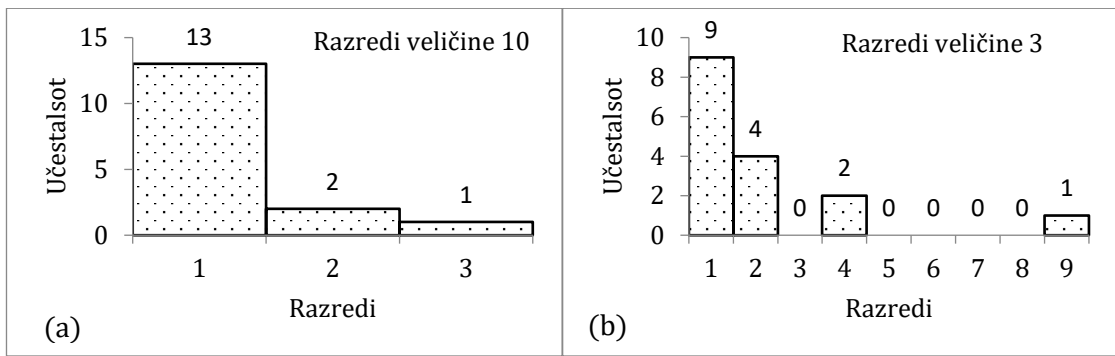 Razredi veličine 10
15
10
5
0
Učestalsot
13
2
1
1 2 3
Razredi
(a)
Razredi veličine 3
10
8
6
4
2
0
Učestalsot
9
4
0
2
0 0 0 0
1
1 2 3 4 5 6 7 8 9
Razredi
(b)